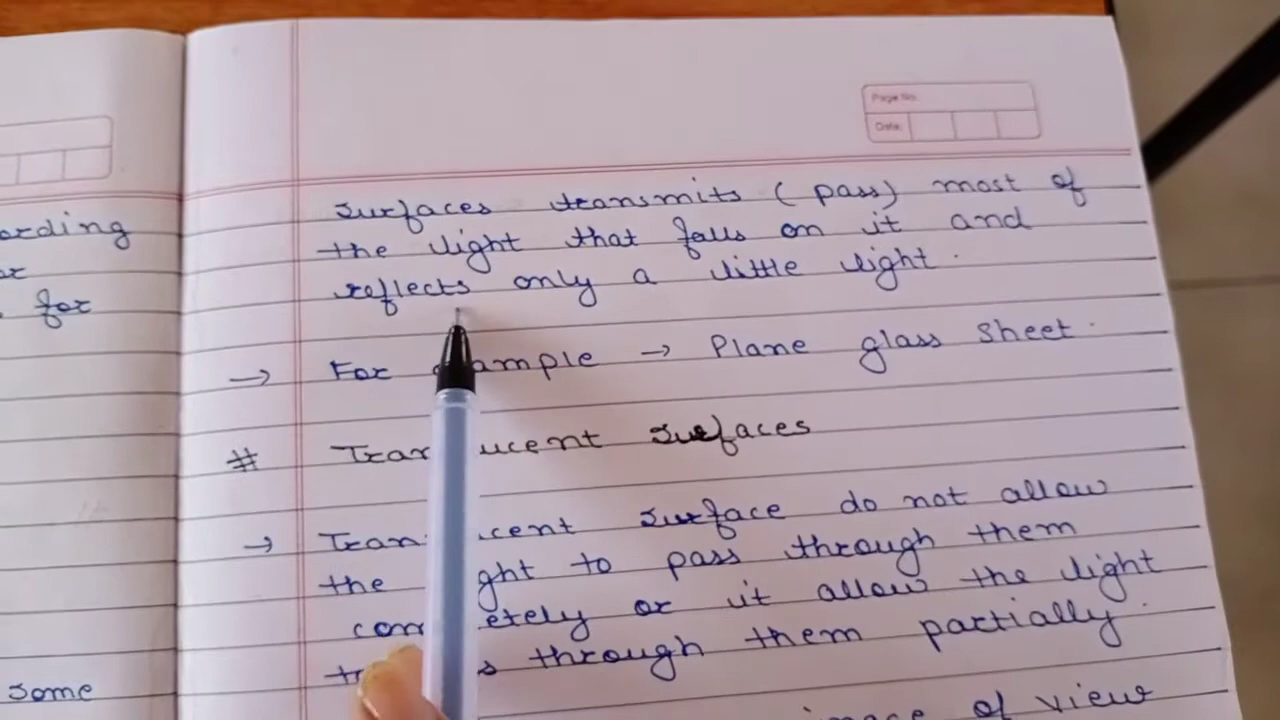 arding
for
some
Page No.
Date:
surfaces transmits (pass) most of
the light that falls on it and
reflects only a little light.
→ For ample → Plane glass sheet.
# Tran ucent surfaces
→ Tran cent surface do not allow
the ght to pass through them
com etely or it allow the light
through them partially.
of view